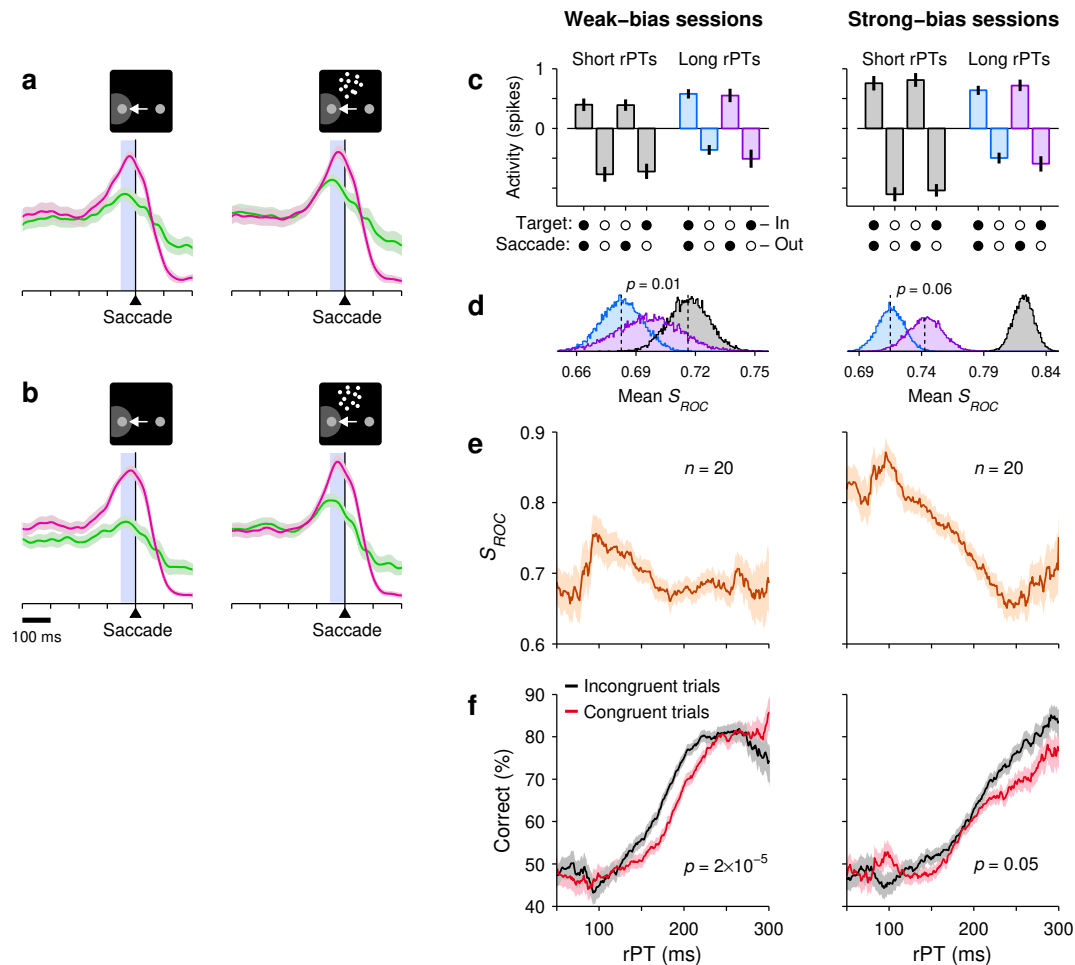 Weak−bias sessions
Strong−bias sessions
a
Saccade
Saccade
b
100 ms
Saccade
Saccade
c
Short rPTs
Long rPTs
Short rPTs
Long rPTs
1
0
1
0
Activity (spikes)
Target:
Saccade:
– In
– Out
d
p = 0.01
p = 0.06
0.66 0.69 0.72 0.75
0.69 0.74 0.79 0.84
Mean S_ROC
Mean S_ROC
e
n = 20
n = 20
0.9
0.8
0.7
0.6
S_ROC
f
Incongruent trials
Congruent trials
90
80
70
60
50
40
Correct (%)
p = 2×10⁻⁵
p = 0.05
100 200 300
100 200 300
rPT (ms)
rPT (ms)